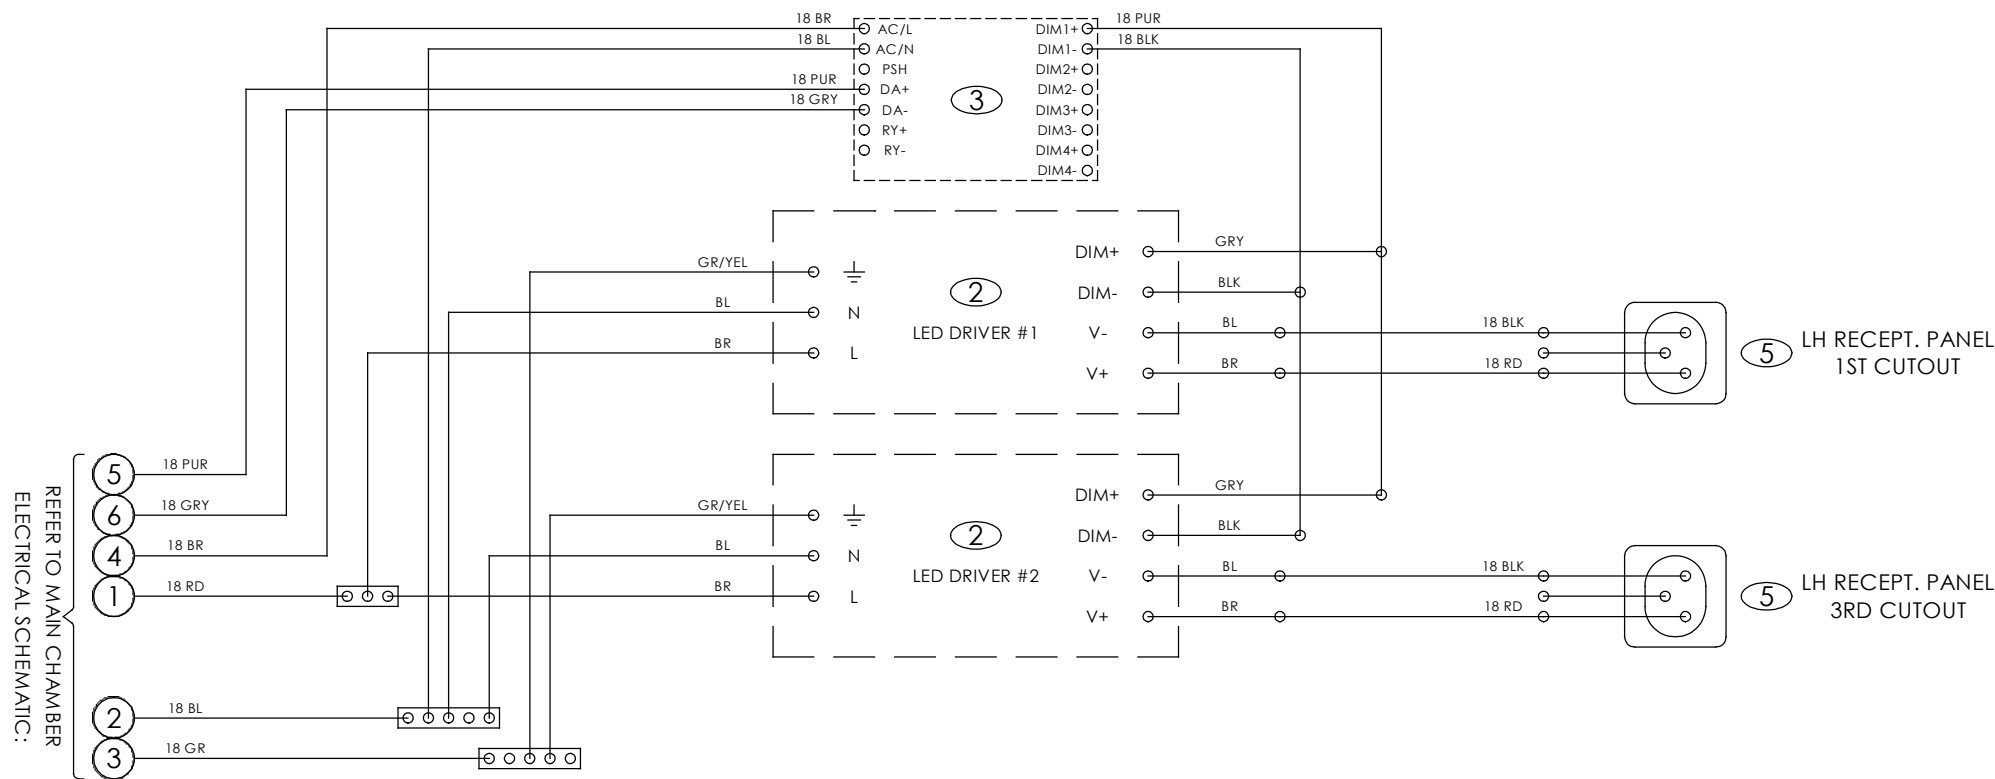 18 BR
18 BL
18 PUR
18 GRY
AC/L
AC/N
PSH
DA+
DA-
RY+
RY-
3
DIM1+
DIM1-
DIM2+
DIM2-
DIM3+
DIM3-
DIM4+
DIM4-
18 PUR
18 BLK
GR/YEL
BL
BR
N
L
2
LED DRIVER #1
DIM+
DIM-
V-
V+
GRY
BLK
BL
BR
18 BLK
18 RD
5
LH RECEPT. PANEL
1ST CUTOUT
GR/YEL
BL
BR
N
L
2
LED DRIVER #2
DIM+
DIM-
V-
V+
GRY
BLK
BL
BR
18 BLK
18 RD
5
LH RECEPT. PANEL
3RD CUTOUT
REFER TO MAIN CHAMBER
ELECTRICAL SCHEMATIC:
5
18 PUR
6
18 GRY
4
18 BR
1
18 RD
2
18 BL
3
18 GR